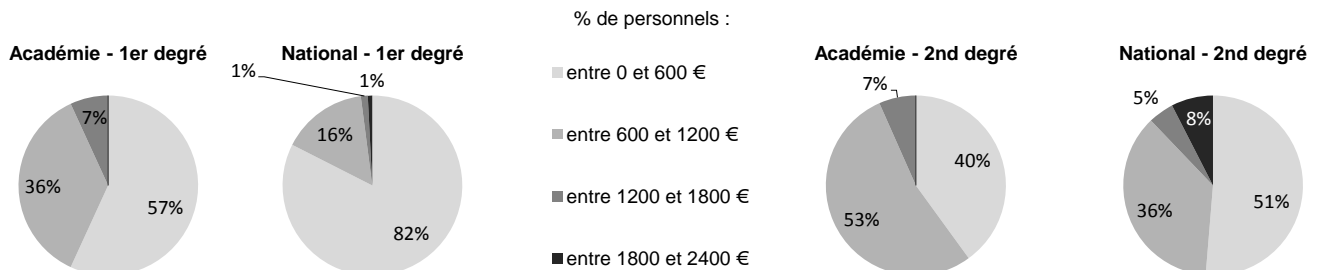 % de personnels :
Académie - 1er degré
7%
36%
57%
National - 1er degré
1%
1%
16%
82%
entre 0 et 600 €
entre 600 et 1200 €
entre 1200 et 1800 €
entre 1800 et 2400 €
Académie - 2nd degré
7%
40%
53%
National - 2nd degré
5%
8%
36%
51%